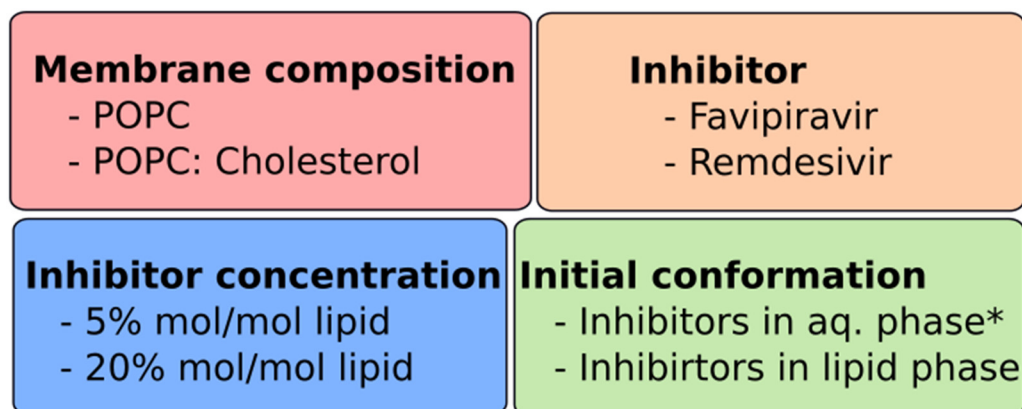 Membrane composition
- POPC
- POPC: Cholesterol
Inhibitor
- Favipiravir
- Remdesivir
Inhibitor concentration
- 5% mol/mol lipid
- 20% mol/mol lipid
Initial conformation
- Inhibitors in aq. phase*
- Inhibirtors in lipid phase